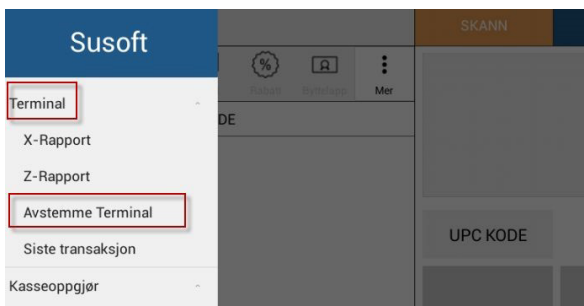 Susoft
Terminal
X-Rapport
Z-Rapport
Avstemme Terminal
Siste transaksjon
Kasseoppgjør
Rabatt
Byttelapp
Mer
DE
SKANN
UPC KODE